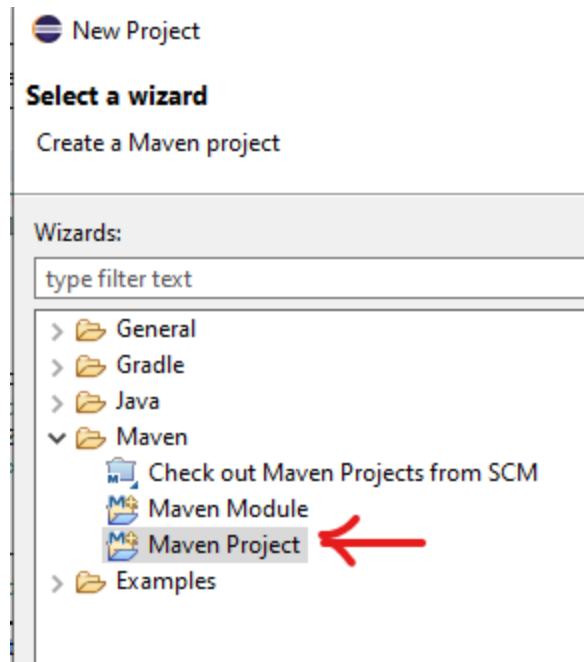 New Project
Select a wizard
Create a Maven project
Wizards:
type filter text
General
Gradle
Java
Maven
Check out Maven Projects from SCM
Maven Module
Maven Project
Examples